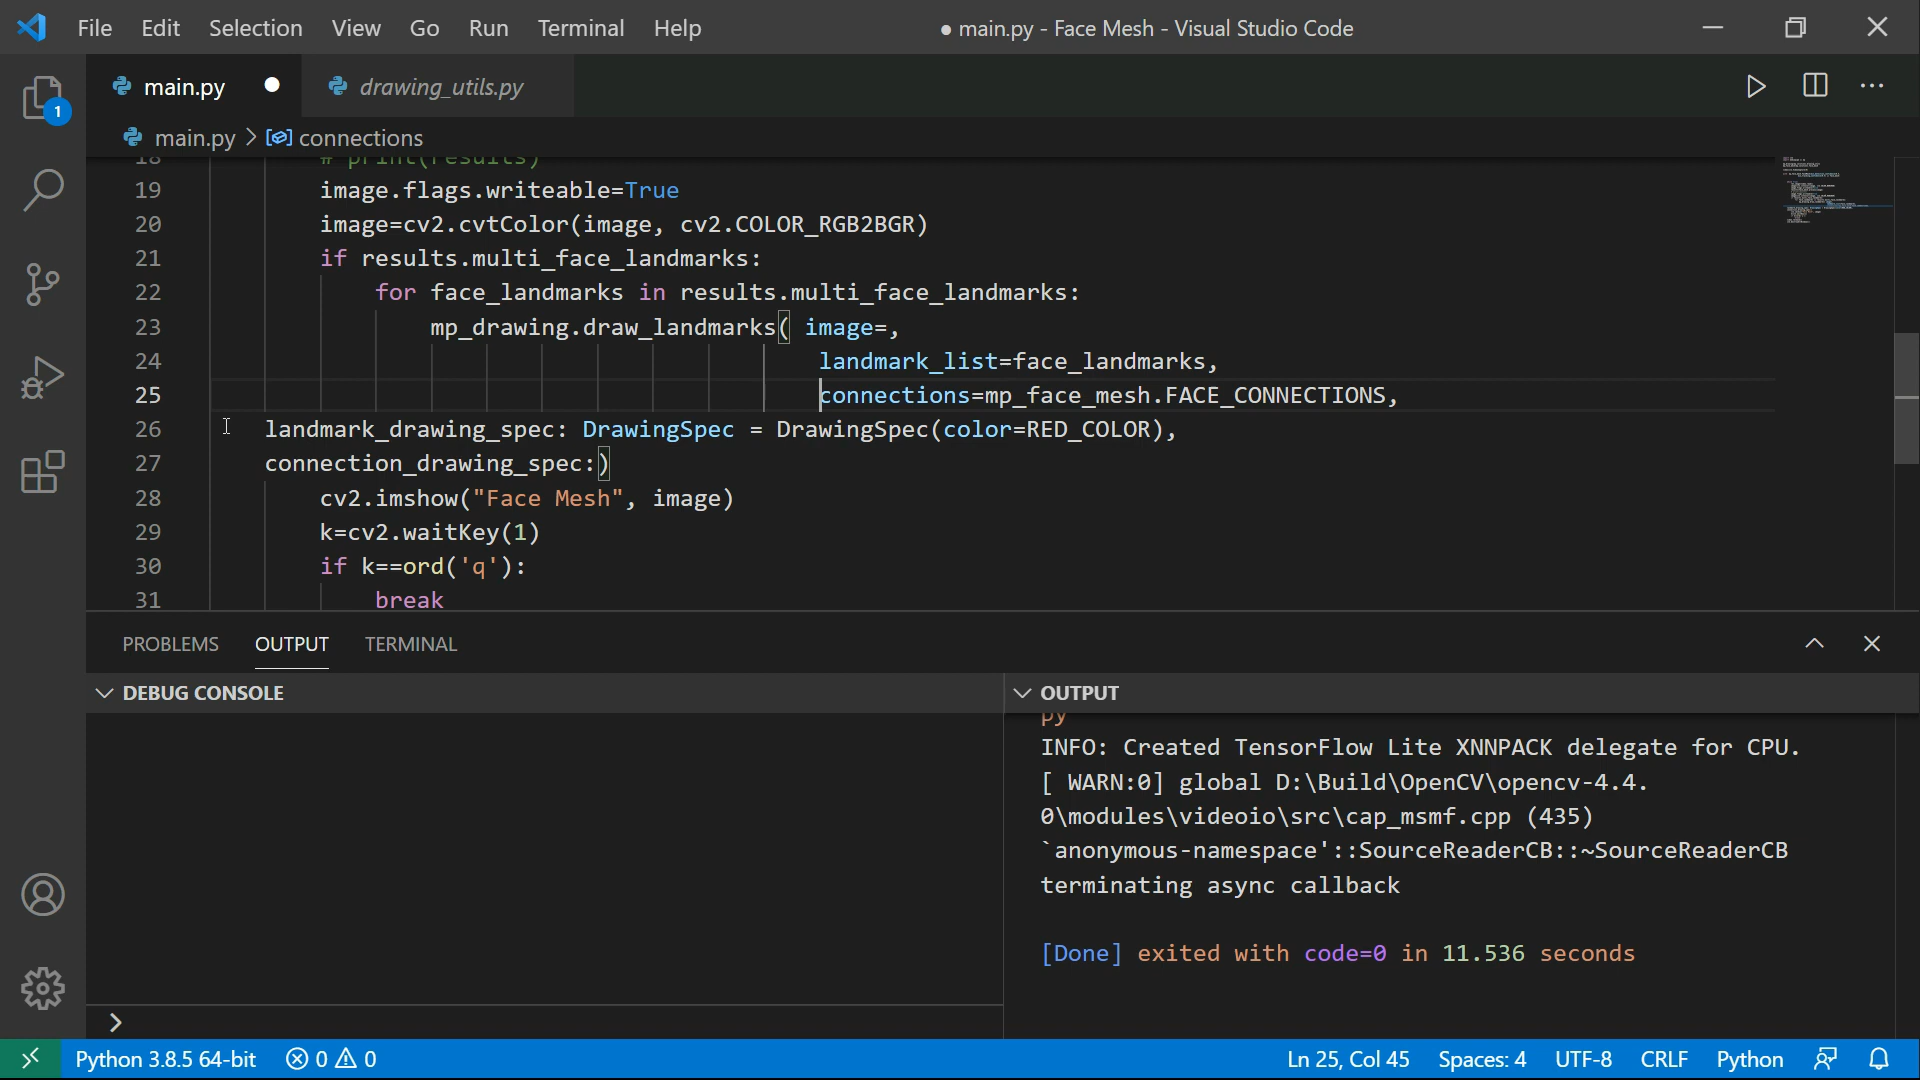 File Edit Selection View Go Run Terminal Help
● main.py - Face Mesh - Visual Studio Code
main.py
drawing_utils.py
main.py > connections
1
18 # print(results)
19 image.flags.writeable=True
20 image=cv2.cvtColor(image, cv2.COLOR_RGB2BGR)
21 if results.multi_face_landmarks:
22 for face_landmarks in results.multi_face_landmarks:
23 mp_drawing.draw_landmarks( image=,
24 landmark_list=face_landmarks,
25 connections=mp_face_mesh.FACE_CONNECTIONS,
26 landmark_drawing_spec: DrawingSpec = DrawingSpec(color=RED_COLOR),
27 connection_drawing_spec:)
28 cv2.imshow("Face Mesh", image)
29 k=cv2.waitKey(1)
30 if k==ord('q'):
31 break
PROBLEMS OUTPUT TERMINAL
DEBUG CONSOLE
OUTPUT
py
INFO: Created TensorFlow Lite XNNPACK delegate for CPU.
[ WARN:0] global D:\Build\OpenCV\opencv-4.4.
0\modules\videoio\src\cap_msmf.cpp (435)
`anonymous-namespace'::SourceReaderCB::~SourceReaderCB
terminating async callback
[Done] exited with code=0 in 11.536 seconds
Python 3.8.5 64-bit 0 0 Ln 25, Col 45 Spaces: 4 UTF-8 CRLF Python